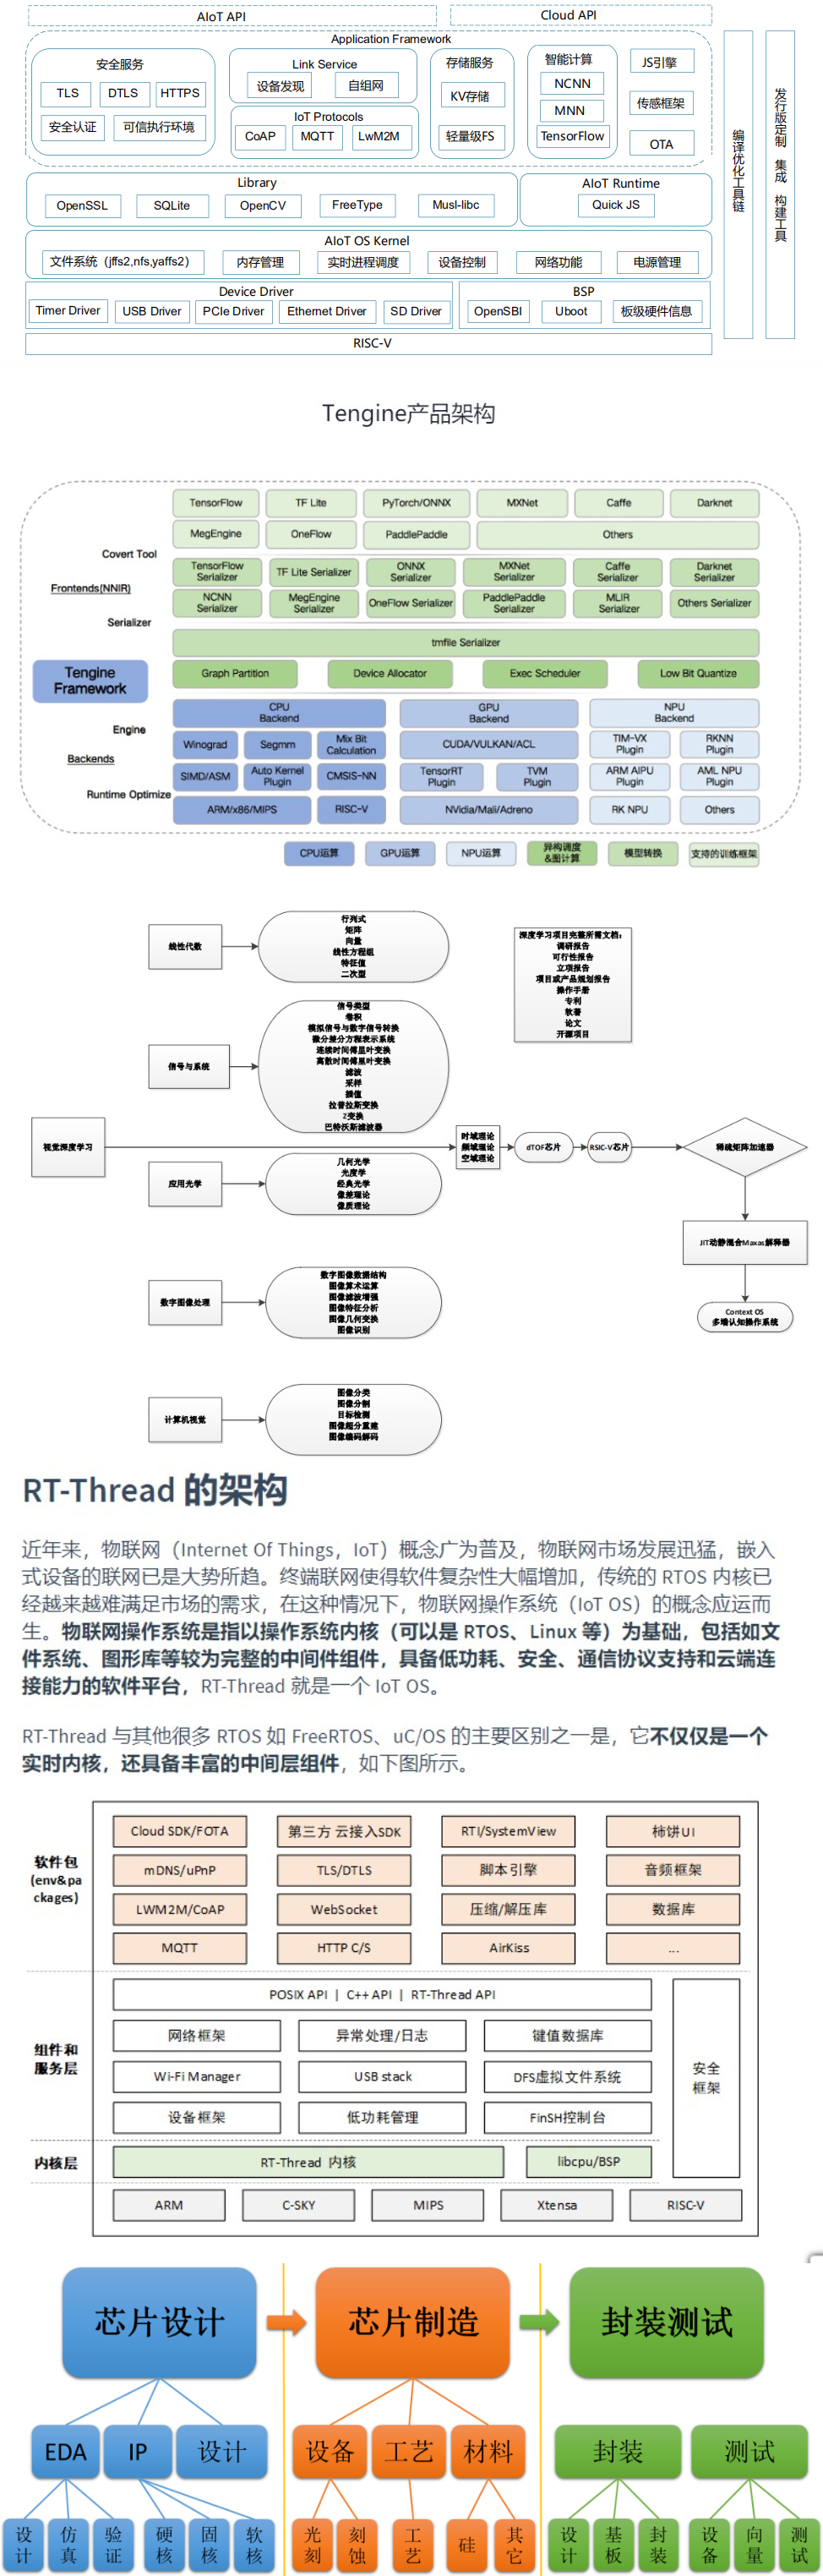 AIoT API
Cloud API
Application Framework
安全服务
TLS
DTLS
HTTPS
安全认证
可信执行环境
Link Service
设备发现
自组网
IoT Protocols
CoAP
MQTT
LwM2M
存储服务
KV存储
轻量级FS
智能计算
NCNN
MNN
TensorFlow
JS引擎
传感框架
OTA
编译优化工具链
发行版定制 集成 构建工具
Library
OpenSSL
SQLite
OpenCV
FreeType
Musl-libc
AIoT Runtime
Quick JS
AIoT OS Kernel
文件系统（jffs2,nfs,yaffs2）
内存管理
实时进程调度
设备控制
网络功能
电源管理
Device Driver
Timer Driver
USB Driver
PCIe Driver
Ethernet Driver
SD Driver
BSP
OpenSBI
Uboot
板级硬件信息
RISC-V
Tengine产品架构
TensorFlow
TF Lite
PyTorch/ONNX
MXNet
Caffe
Darknet
MegEngine
OneFlow
PaddlePaddle
Others
Covert Tool
Frontends(NNIR)
Serializer
TensorFlow
Serializer
TF Lite Serializer
ONNX
Serializer
MXNet
Serializer
Caffe
Serializer
Darknet
Serializer
NCNN
Serializer
MegEngine
Serializer
OneFlow Serializer
PaddlePaddle
Serializer
MLIR
Serializer
Others Serializer
tmfile Serializer
Tengine
Framework
Graph Partition
Device Allocator
Exec Scheduler
Low Bit Quantize
Engine
Backends
Runtime Optimize
CPU
Backend
GPU
Backend
NPU
Backend
Winograd
Segmm
Mix Bit
Calculation
CUDA/VULKAN/ACL
TIM-VX
Plugin
RKNN
Plugin
SIMD/ASM
Auto Kernel
Plugin
CMSIS-NN
TensorRT
Plugin
TVM
Plugin
ARM AIPU
Plugin
AML NPU
Plugin
ARM/x86/MIPS
RISC-V
NVidia/Mali/Adreno
RK NPU
Others
CPU运算
GPU运算
NPU运算
异构调度
&图计算
模型转换
支持的训练框架
线性代数
行列式
矩阵
向量
线性方程组
特征值
二次型
深度学习项目完整所需文档：
调研报告
可行性报告
立项报告
项目或产品规划报告
操作手册
专利
软著
论文
开源项目
信号与系统
信号类型
卷积
模拟信号与数字信号转换
微分差分方程表示系统
连续时间傅里叶变换
离散时间傅里叶变换
滤波
采样
插值
拉普拉斯变换
Z变换
巴特沃斯滤波器
视觉深度学习
时域理论
频域理论
空域理论
dTOF芯片
RSIC-V芯片
稀疏矩阵加速器
应用光学
几何光学
光度学
经典光学
像差理论
像质理论
JIT动静混合Maxas解释器
数字图像处理
数字图像数据结构
图像算术运算
图像滤波增强
图像特征分析
图像几何变换
图像识别
Context OS
多端认知操作系统
计算机视觉
图像分类
图像分割
目标检测
图像超分重建
图像编码解码
RT-Thread 的架构
近年来，物联网（Internet Of Things，IoT）概念广为普及，物联网市场发展迅猛，嵌入
式设备的联网已是大势所趋。终端联网使得软件复杂性大幅增加，传统的 RTOS 内核已
经越来越难满足市场的需求，在这种情况下，物联网操作系统（IoT OS）的概念应运而
生。物联网操作系统是指以操作系统内核（可以是 RTOS、Linux 等）为基础，包括如文
件系统、图形库等较为完整的中间件组件，具备低功耗、安全、通信协议支持和云端连
接能力的软件平台，RT-Thread 就是一个 IoT OS。
RT-Thread 与其他很多 RTOS 如 FreeRTOS、uC/OS 的主要区别之一是，它不仅仅是一个
实时内核，还具备丰富的中间层组件，如下图所示。
软件包
(env&pa
ckages)
Cloud SDK/FOTA
第三方 云接入SDK
RTI/SystemView
柿饼UI
mDNS/uPnP
TLS/DTLS
脚本引擎
音频框架
LWM2M/CoAP
WebSocket
压缩/解压库
数据库
MQTT
HTTP C/S
AirKiss
...
组件和
服务层
POSIX API | C++ API | RT-Thread API
网络框架
异常处理/日志
键值数据库
Wi-Fi Manager
USB stack
DFS虚拟文件系统
设备框架
低功耗管理
FinSH控制台
安全
框架
内核层
RT-Thread 内核
libcpu/BSP
ARM
C-SKY
MIPS
Xtensa
RISC-V
芯片设计
芯片制造
封装测试
EDA
IP
设计
设备
工艺
材料
封装
测试
设计
仿真
验证
硬核
固核
软核
光刻
刻蚀
工艺
硅
其它
设计
基板
封装
设备
向量
测试